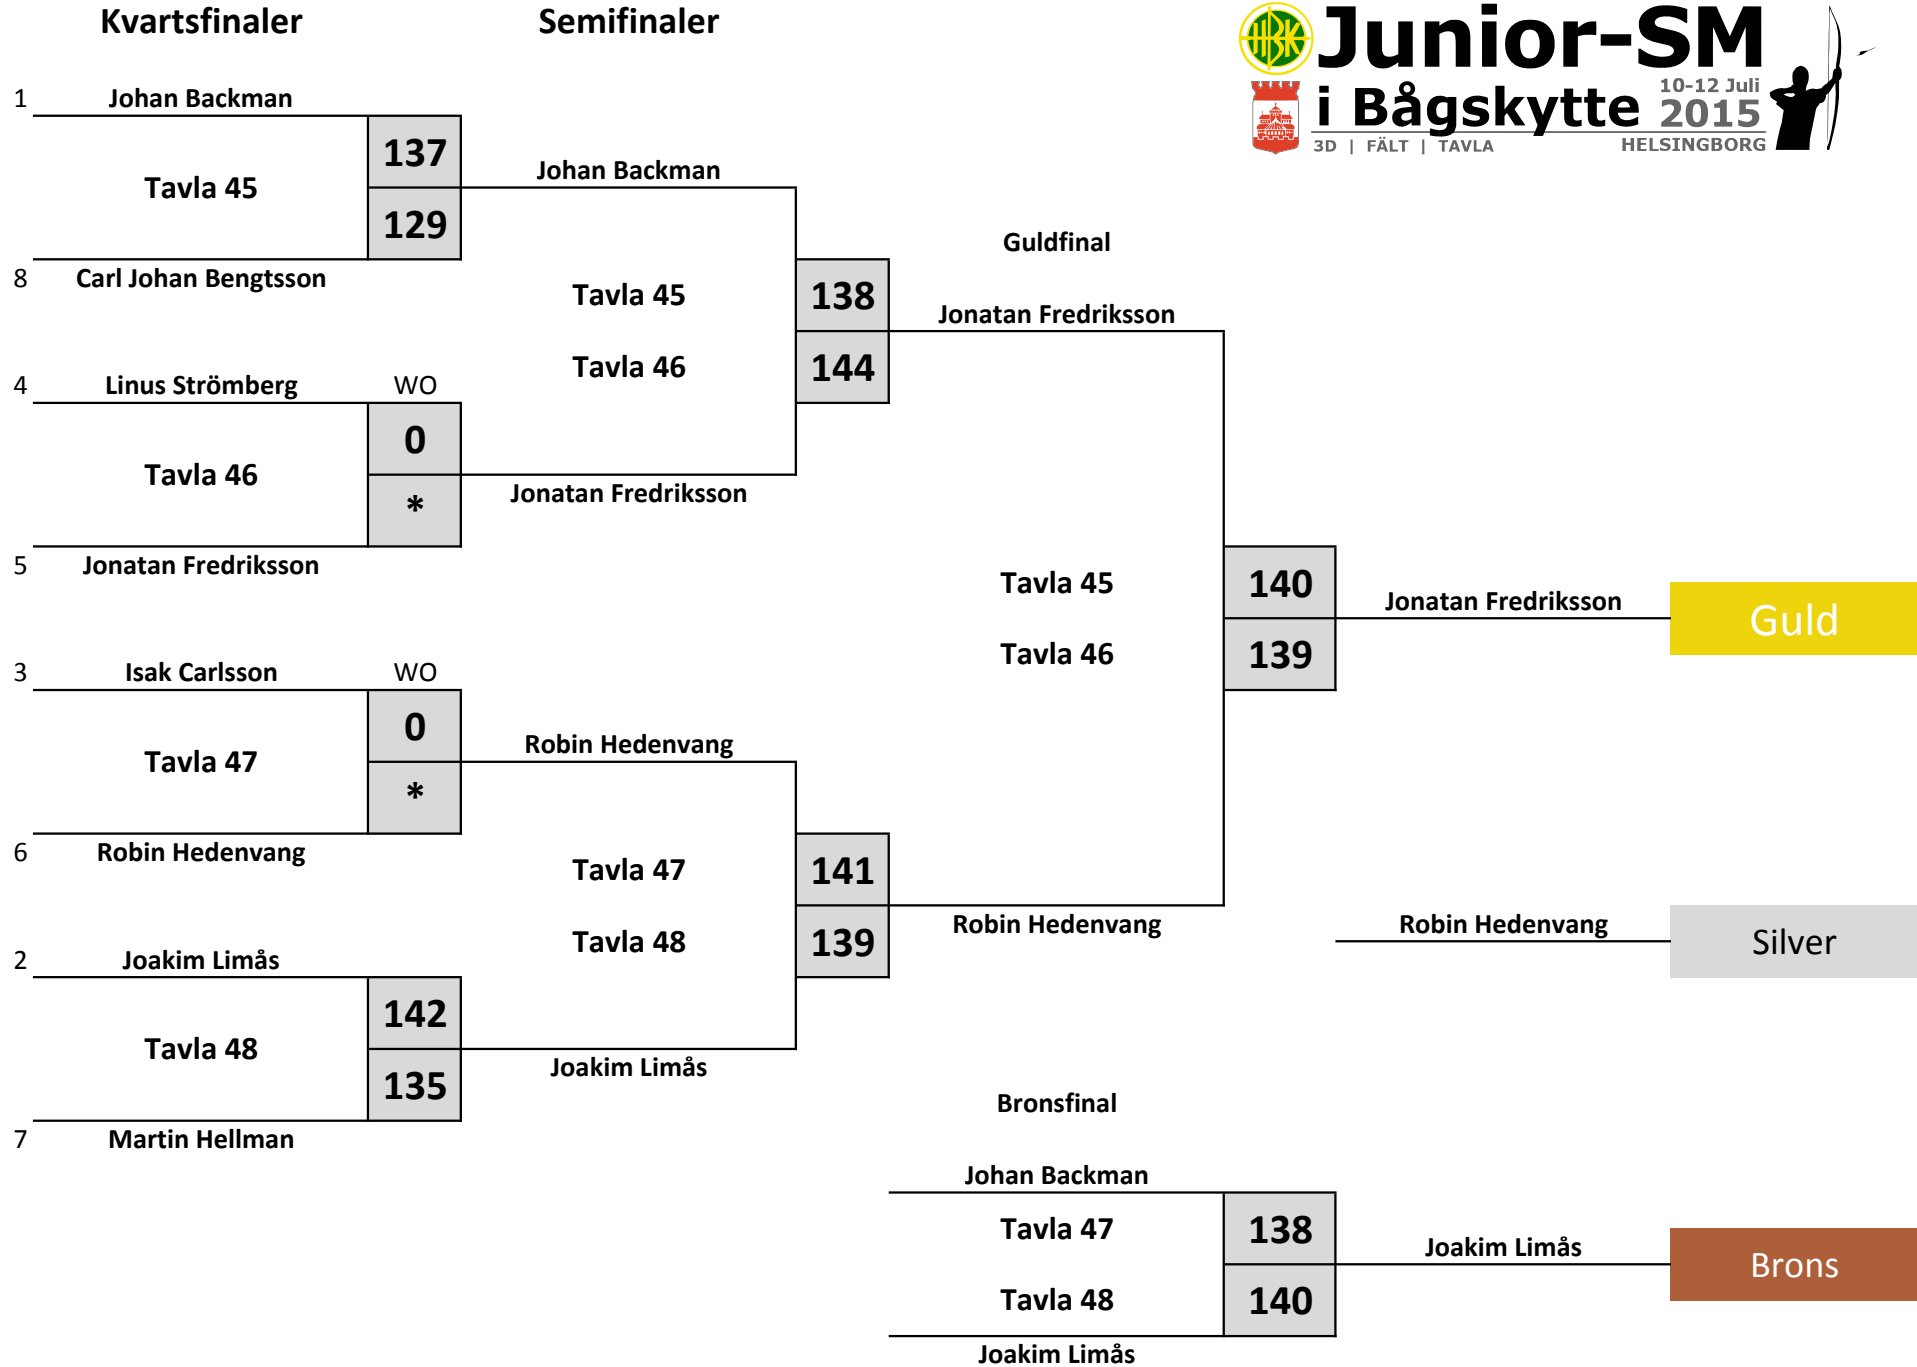 Kvartsfinaler
Semifinaler
HBK
Junior-SM
i Bågskytte
10-12 Juli
2015
3D | FÄLT | TAVLA
HELSINGBORG
1
Johan Backman
137
Tavla 45
129
8
Carl Johan Bengtsson
4
Linus Strömberg
WO
0
Tavla 46
*
5
Jonatan Fredriksson
3
Isak Carlsson
WO
0
Tavla 47
*
6
Robin Hedenvang
2
Joakim Limås
142
Tavla 48
135
7
Martin Hellman
Johan Backman
Tavla 45
138
Tavla 46
144
Jonatan Fredriksson
Robin Hedenvang
Tavla 47
141
Tavla 48
139
Joakim Limås
Guldfinal
Jonatan Fredriksson
Tavla 45
140
Tavla 46
139
Robin Hedenvang
Jonatan Fredriksson
Guld
Robin Hedenvang
Silver
Bronsfinal
Johan Backman
Tavla 47
138
Tavla 48
140
Joakim Limås
Joakim Limås
Brons